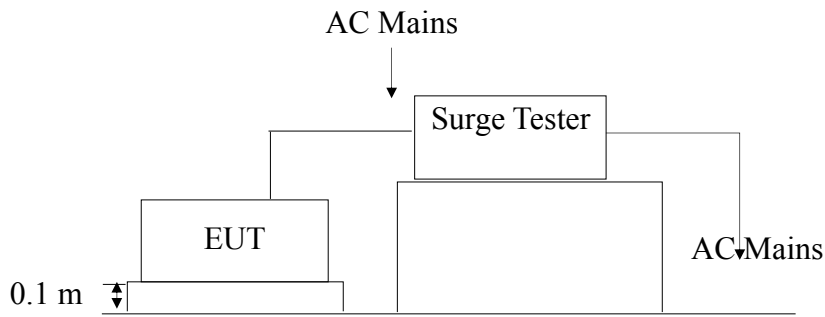 AC Mains
Surge Tester
EUT
AC Mains
0.1 m